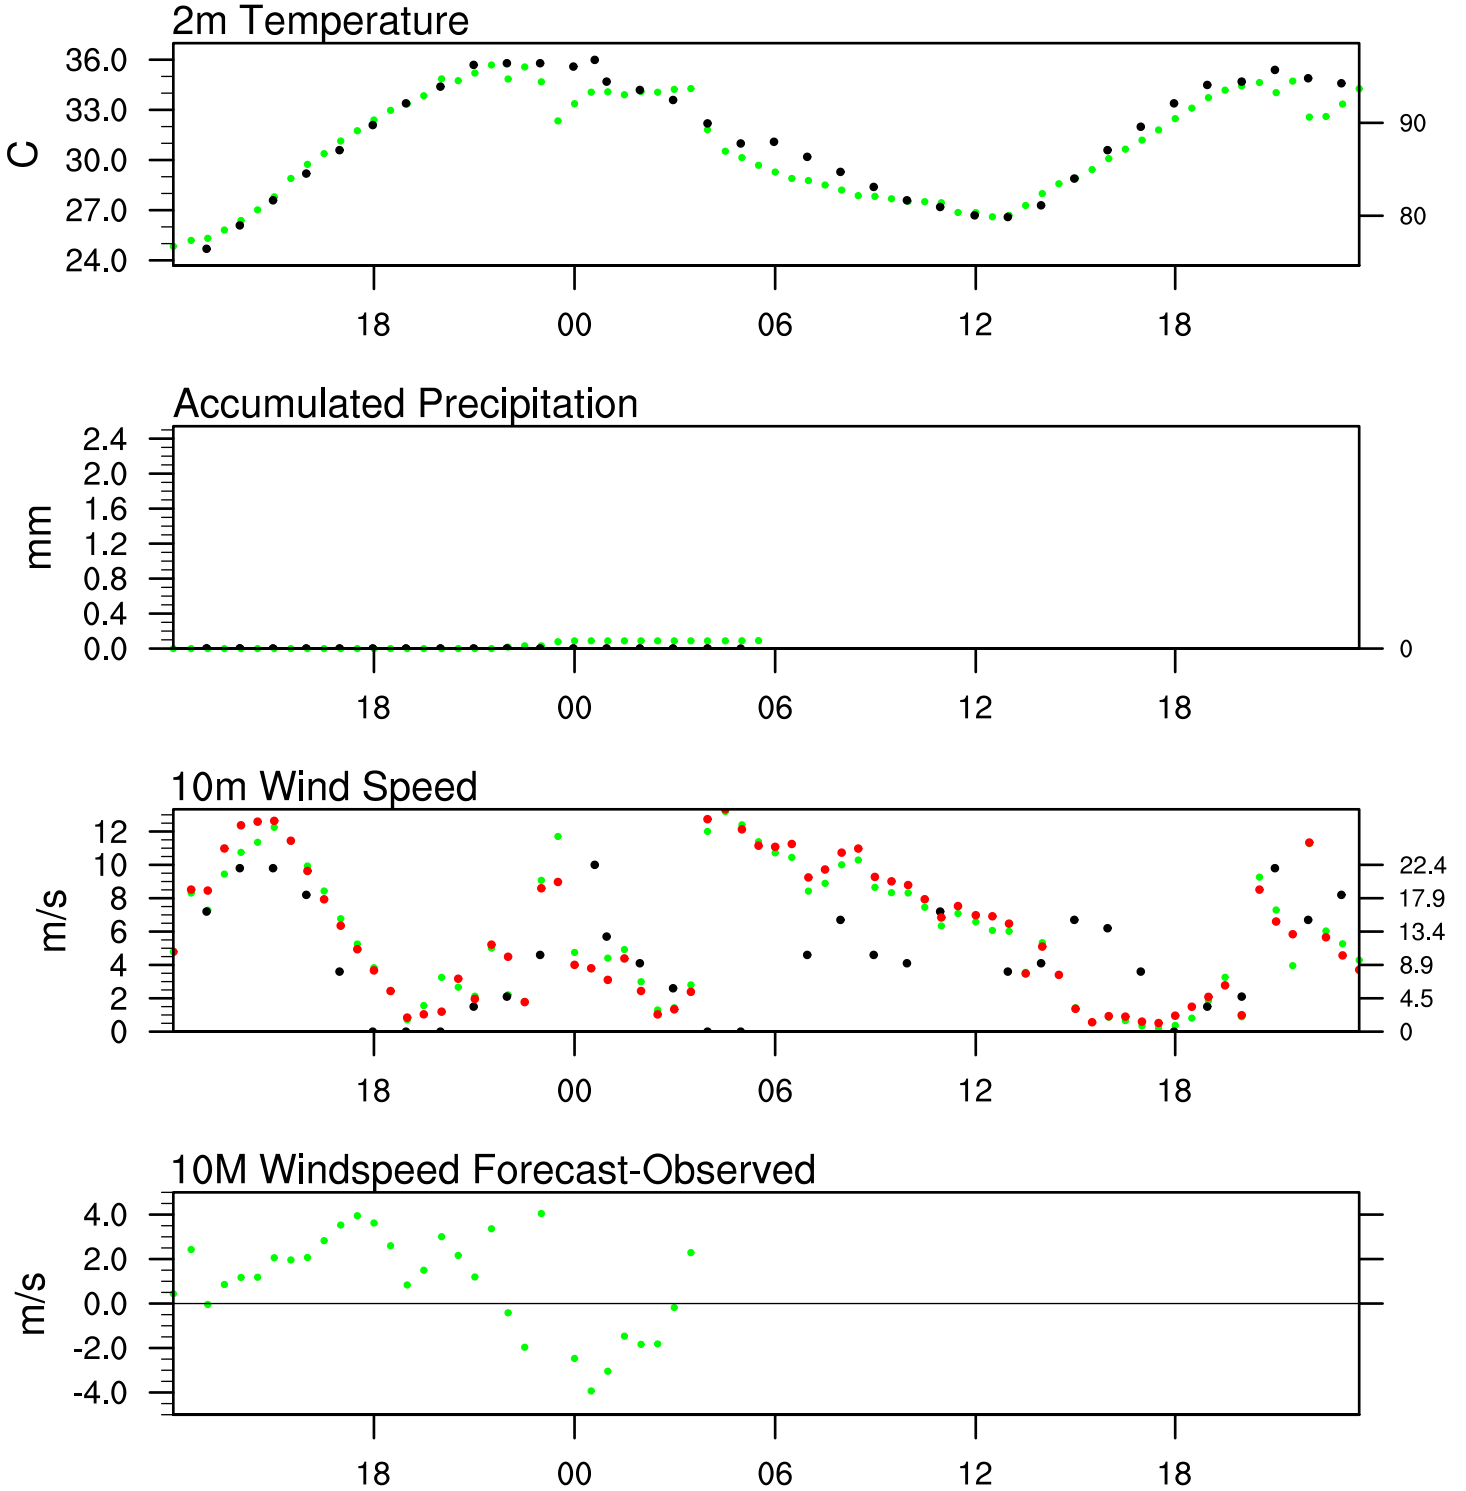 2m Temperature
36.0
33.0
30.0
27.0
24.0
C
90
80
18 00 06 12 18
Accumulated Precipitation
2.4
2.0
1.6
1.2
0.8
0.4
0.0
mm
0
18 00 06 12 18
10m Wind Speed
12
10
8
6
4
2
0
m/s
22.4
17.9
13.4
8.9
4.5
0
18 00 06 12 18
10M Windspeed Forecast-Observed
4.0
2.0
0.0
-2.0
-4.0
m/s
18 00 06 12 18